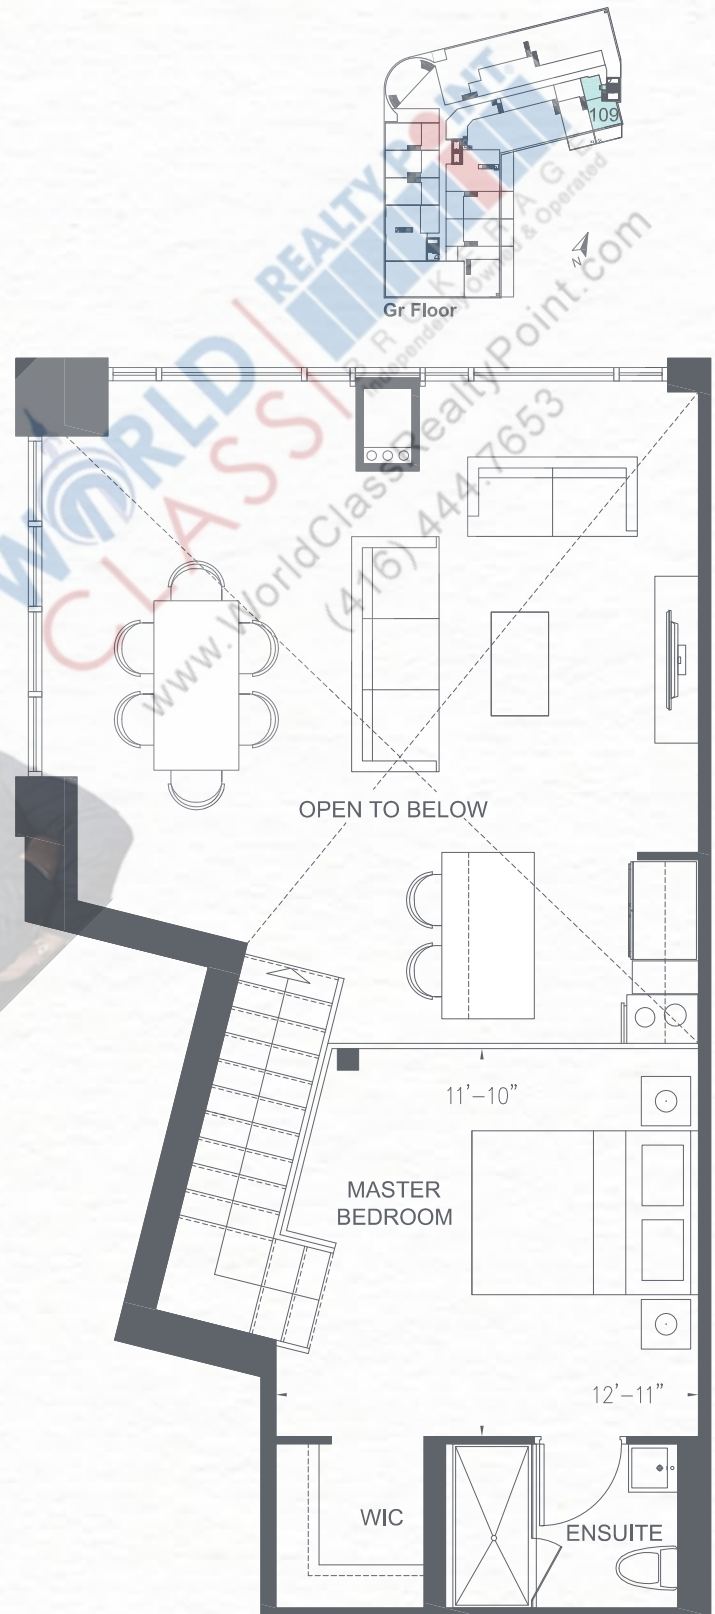 109
N
Gr Floor
WORLD
CLASS
REALTY POINT.
BROKERAGE
Independently Owned & Operated
www.WorldClassRealtyPoint.com
(416) 444.7653
OPEN TO BELOW
11’-10”
MASTER
BEDROOM
12’-11”
WIC
ENSUITE